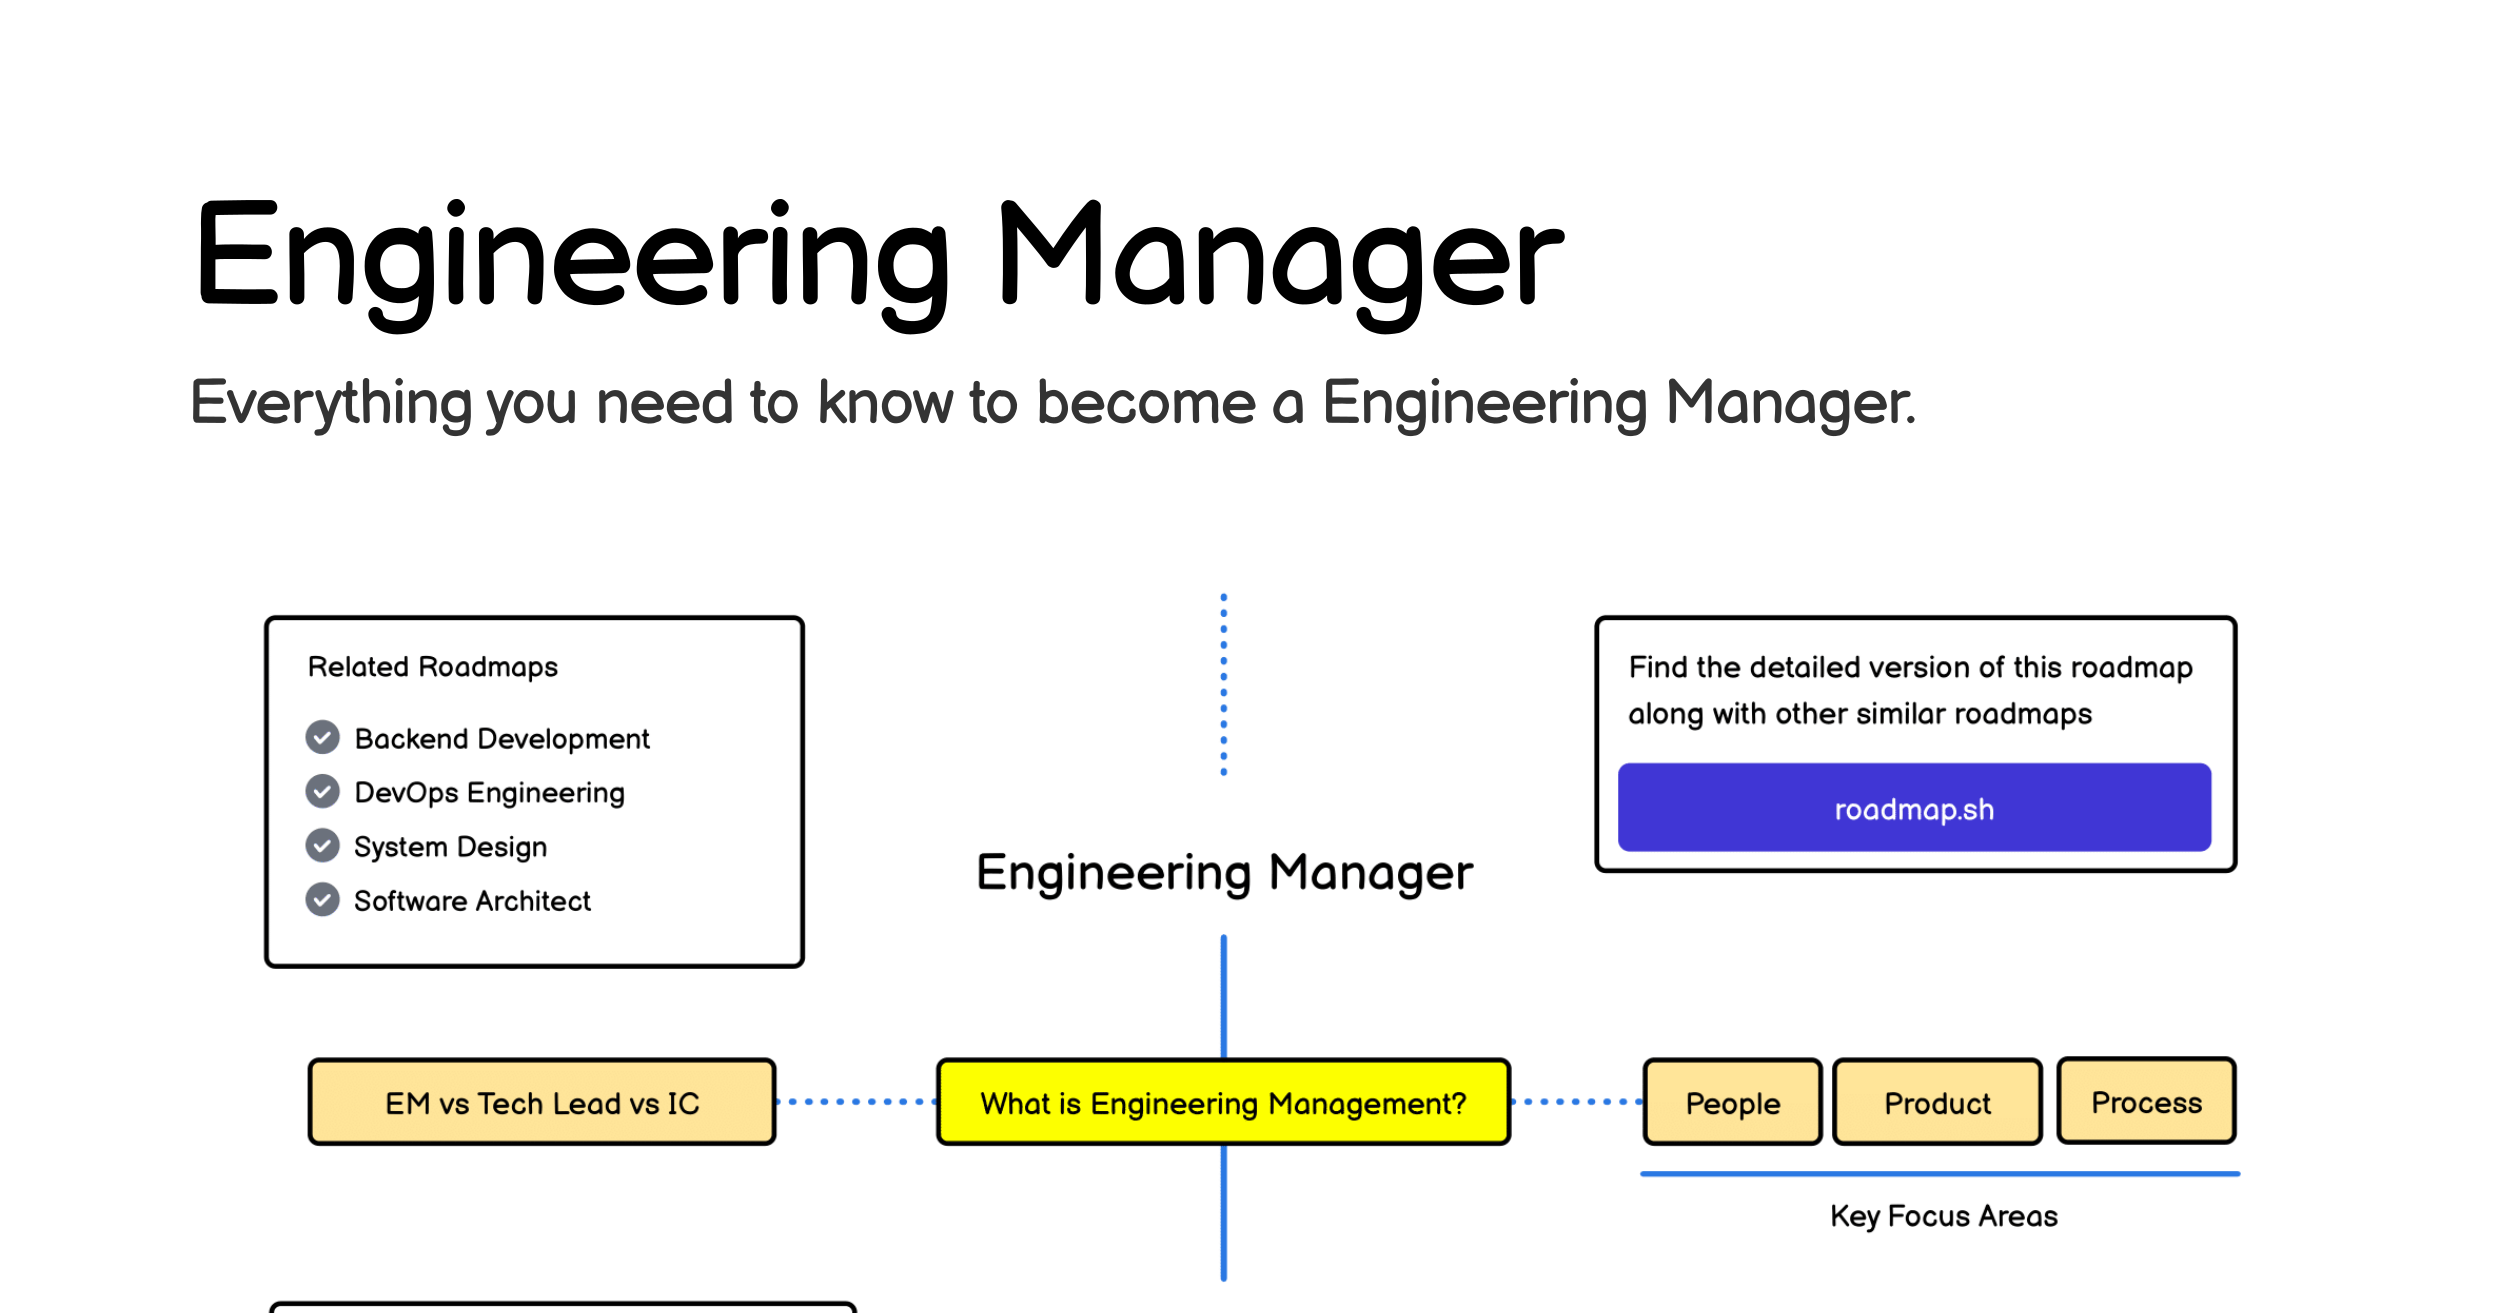 Engineering Manager
Everything you need to know to become a Engineering Manager.
Related Roadmaps
Backend Development
DevOps Engineering
System Design
Software Architect
Find the detailed version of this roadmap
along with other similar roadmaps
roadmap.sh
Engineering Manager
EM vs Tech Lead vs IC
What is Engineering Management?
People
Product
Process
Key Focus Areas